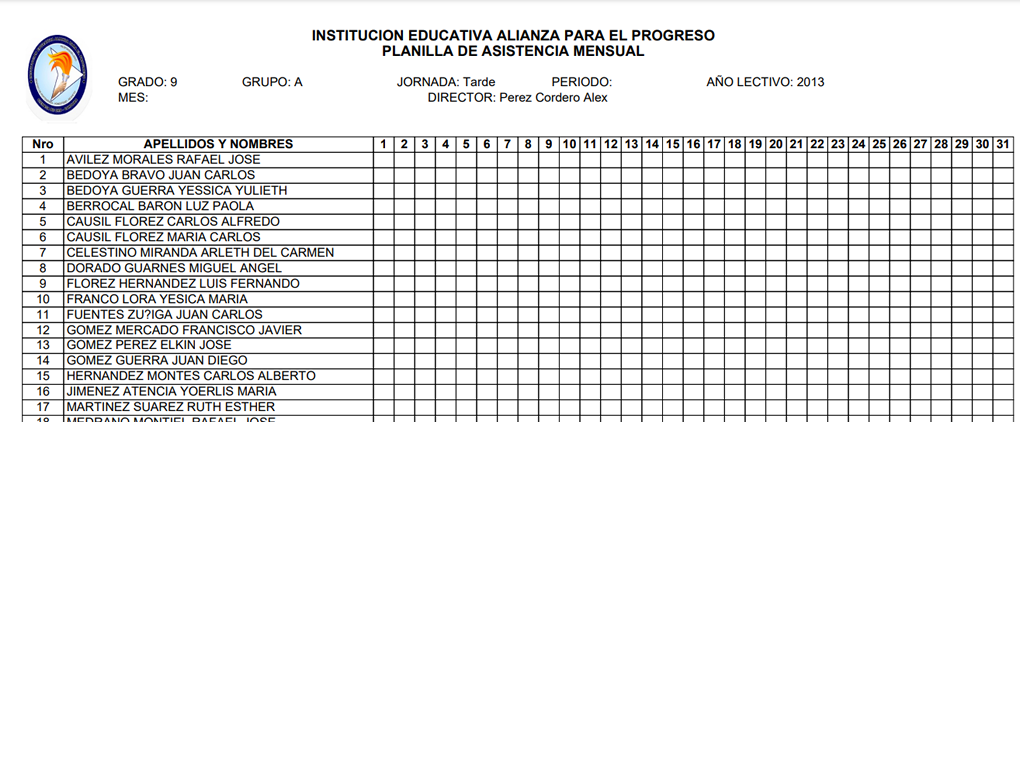 INSTITUCION EDUCATIVA ALIANZA PARA EL PROGRESO
PLANILLA DE ASISTENCIA MENSUAL
GRADO: 9 GRUPO: A JORNADA: Tarde PERIODO: AÑO LECTIVO: 2013
MES: DIRECTOR: Perez Cordero Alex
Nro APELLIDOS Y NOMBRES 1 2 3 4 5 6 7 8 9 10 11 12 13 14 15 16 17 18 19 20 21 22 23 24 25 26 27 28 29 30 31
1 AVILEZ MORALES RAFAEL JOSE
2 BEDOYA BRAVO JUAN CARLOS
3 BEDOYA GUERRA YESSICA YULIETH
4 BERROCAL BARON LUZ PAOLA
5 CAUSIL FLOREZ CARLOS ALFREDO
6 CAUSIL FLOREZ MARIA CARLOS
7 CELESTINO MIRANDA ARLETH DEL CARMEN
8 DORADO GUARNES MIGUEL ANGEL
9 FLOREZ HERNANDEZ LUIS FERNANDO
10 FRANCO LORA YESICA MARIA
11 FUENTES ZU?IGA JUAN CARLOS
12 GOMEZ MERCADO FRANCISCO JAVIER
13 GOMEZ PEREZ ELKIN JOSE
14 GOMEZ GUERRA JUAN DIEGO
15 HERNANDEZ MONTES CARLOS ALBERTO
16 JIMENEZ ATENCIA YOERLIS MARIA
17 MARTINEZ SUAREZ RUTH ESTHER
18 MEDRANO MONTIEL RAFAEL JOSE